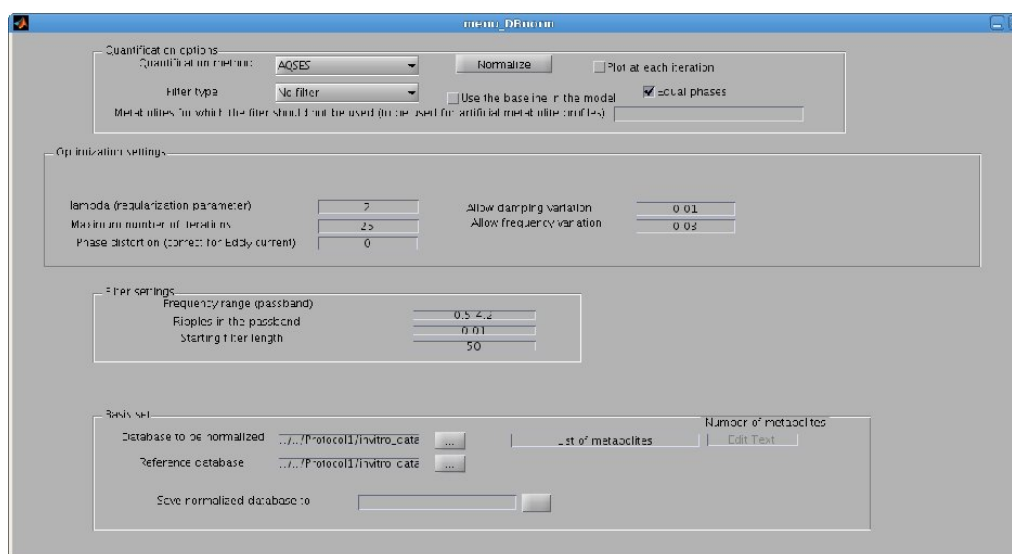 menu_DBnorm
Quantification options
Quantification method AQSES Normalize Plot at each iteration
Filter type No filter Use the baseline in the model Equal phases
Metabolites for which the filter should not be used (to be used for artificial metabolite profiles)
Optimization settings
lambda (regularization parameter) 2 Allow damping variation 0.01
Maximum number of iterations 25 Allow frequency variation 0.03
Phase distortion (correct for Eddy current) 0
Filter settings
Frequency range (passband) 0.5 4.2
Ripples in the passband 0.01
Starting filter length 50
Basis set
Number of metabolites
Database to be normalized ../../Protocol1/invitro_data ... List of metabolites Edit Text
Reference database ../../Protocol1/invitro_data ...
Save normalized database to